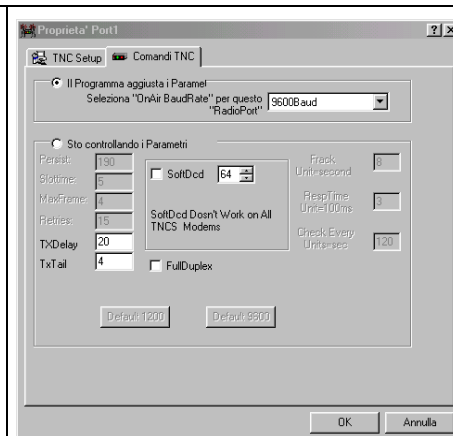 Proprieta' Port1
TNC Setup
Comandi TNC
Il Programma aggiusta i Paramet
Seleziona "OnAir BaudRate" per questo
"RadioPort"
9600Baud
Sto controllando i Parametri
Persist: 190
Slottime: 5
MaxFrame: 4
Retries: 15
TXDelay 20
TxTail 4
SoftDcd 64
SoftDcd Dosn't Work on All
TNCS Modems
FullDuplex
Frack
Unit=second
8
RespTime
Unit=100ms
3
Check Every
Units=sec
120
Default 1200
Default 9600
OK
Annulla